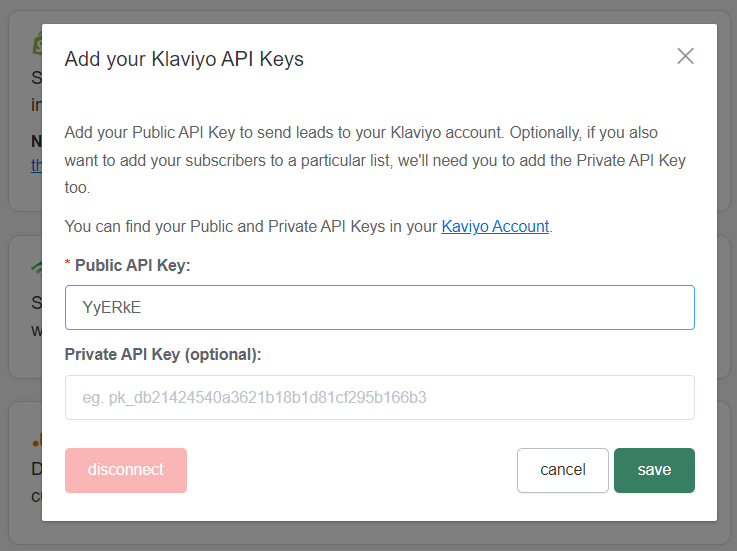 Add your Klaviyo API Keys
Add your Public API Key to send leads to your Klaviyo account. Optionally, if you also
want to add your subscribers to a particular list, we'll need you to add the Private API Key
too.
You can find your Public and Private API Keys in your Kaviyo Account.
* Public API Key:
YyERkE
Private API Key (optional):
eg. pk_db21424540a3621b18b1d81cf295b166b3
disconnect
cancel
save